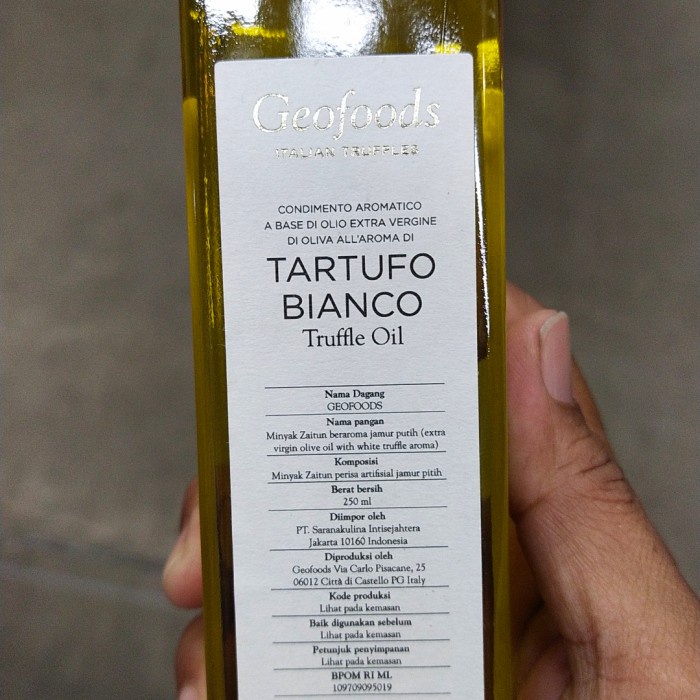 Geofoods
ITALIAN TRUFFLES
CONDIMENTO AROMATICO
A BASE DI OLIO EXTRA VERGINE
DI OLIVA ALL'AROMA DI
TARTUFO
BIANCO
Truffle Oil
Nama Dagang
GEOFOODS
Nama pangan
Minyak Zaitun beraroma jamur putih (extra
virgin olive oil with white truffle aroma)
Komposisi
Minyak Zaitun perisa artifisial jamur pitih
Berat bersih
250 ml
Diimpor oleh
PT. Saranakulina Intisejahtera
Jakarta 10160 Indonesia
Diproduksi oleh
Geofoods Via Carlo Pisacane, 25
06012 Città di Castello PG Italy
Kode produksi
Lihat pada kemasan
Baik digunakan sebelum
Lihat pada kemasan
Petunjuk penyimpanan
Lihat pada kemasan
BPOM RI ML
109709095019